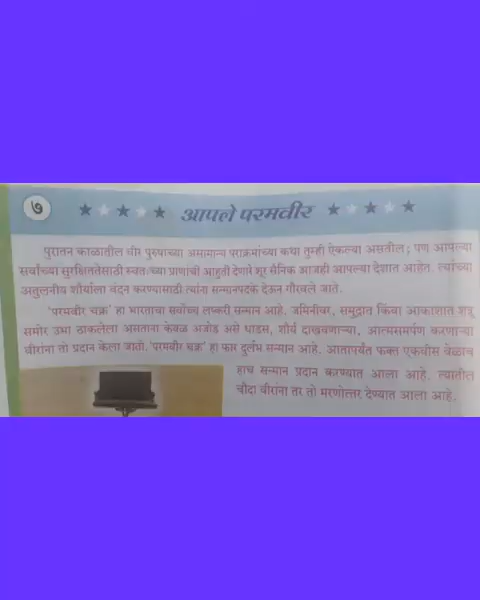 ७
आपले परमवीर
पुरातन काळातील वीर पुरुषांच्या असामान्य पराक्रमांच्या कथा तुम्ही ऐकल्या असतील; पण आपल्या
सर्वांच्या सुरक्षिततेसाठी स्वतःच्या प्राणांची आहुती देणारे शूर सैनिक आजही आपल्या देशात आहेत. त्यांच्या
अतुलनीय शौर्याला वंदन करण्यासाठी त्यांना सन्मानपदके देऊन गौरवले जाते.
'परमवीर चक्र' हा भारताचा सर्वोच्च लष्करी सन्मान आहे. जमिनीवर, समुद्रात किंवा आकाशात शत्रू
समोर उभा ठाकलेला असताना केवळ अजोड असे धाडस, शौर्य दाखवणाऱ्या, आत्मसमर्पण करणाऱ्या
वीरांना तो प्रदान केला जातो. 'परमवीर चक्र' हा फार दुर्लभ सन्मान आहे. आतापर्यंत फक्त एकवीस वेळाच
हाच सन्मान प्रदान करण्यात आला आहे. त्यातील
चौदा वीरांना तर तो मरणोत्तर देण्यात आला आहे.